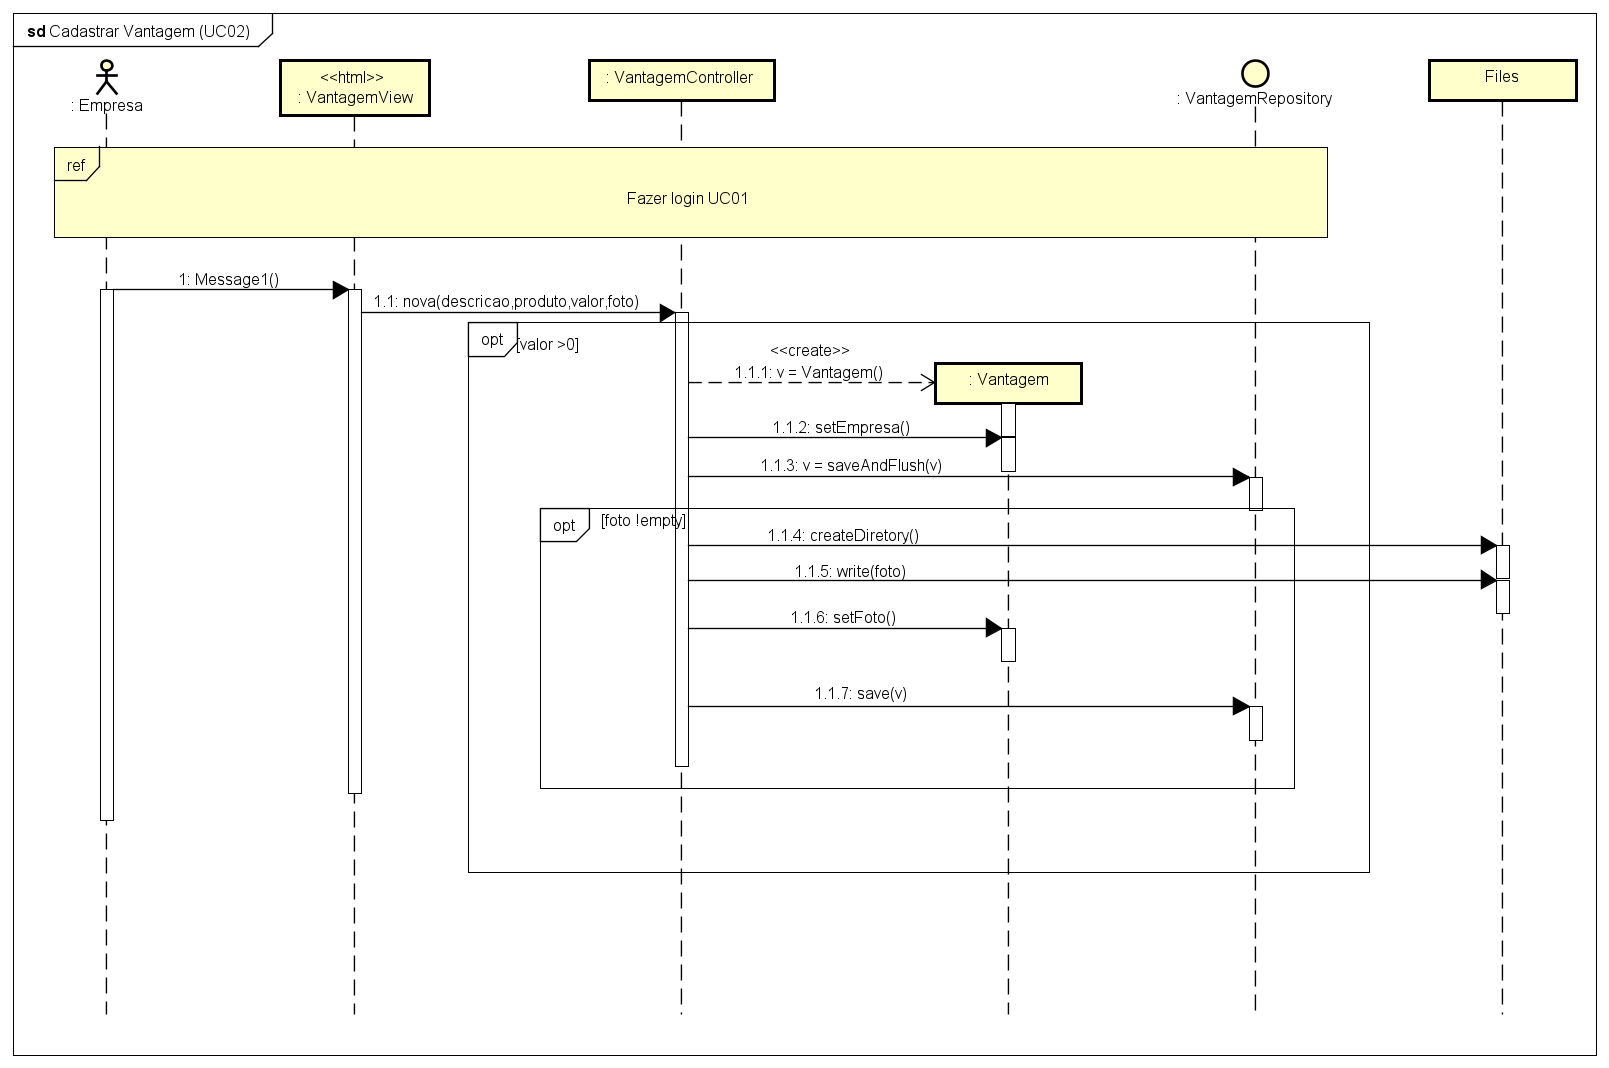 sd Cadastrar Vantagem (UC02)
: Empresa
<<html>>
: VantagemView
: VantagemController
: VantagemRepository
Files
ref
Fazer login UC01
1: Message1()
1.1: nova(descricao,produto,valor,foto)
opt
[valor >0]
<<create>>
1.1.1: v = Vantagem()
: Vantagem
1.1.2: setEmpresa()
1.1.3: v = saveAndFlush(v)
opt
[foto !empty]
1.1.4: createDiretory()
1.1.5: write(foto)
1.1.6: setFoto()
1.1.7: save(v)